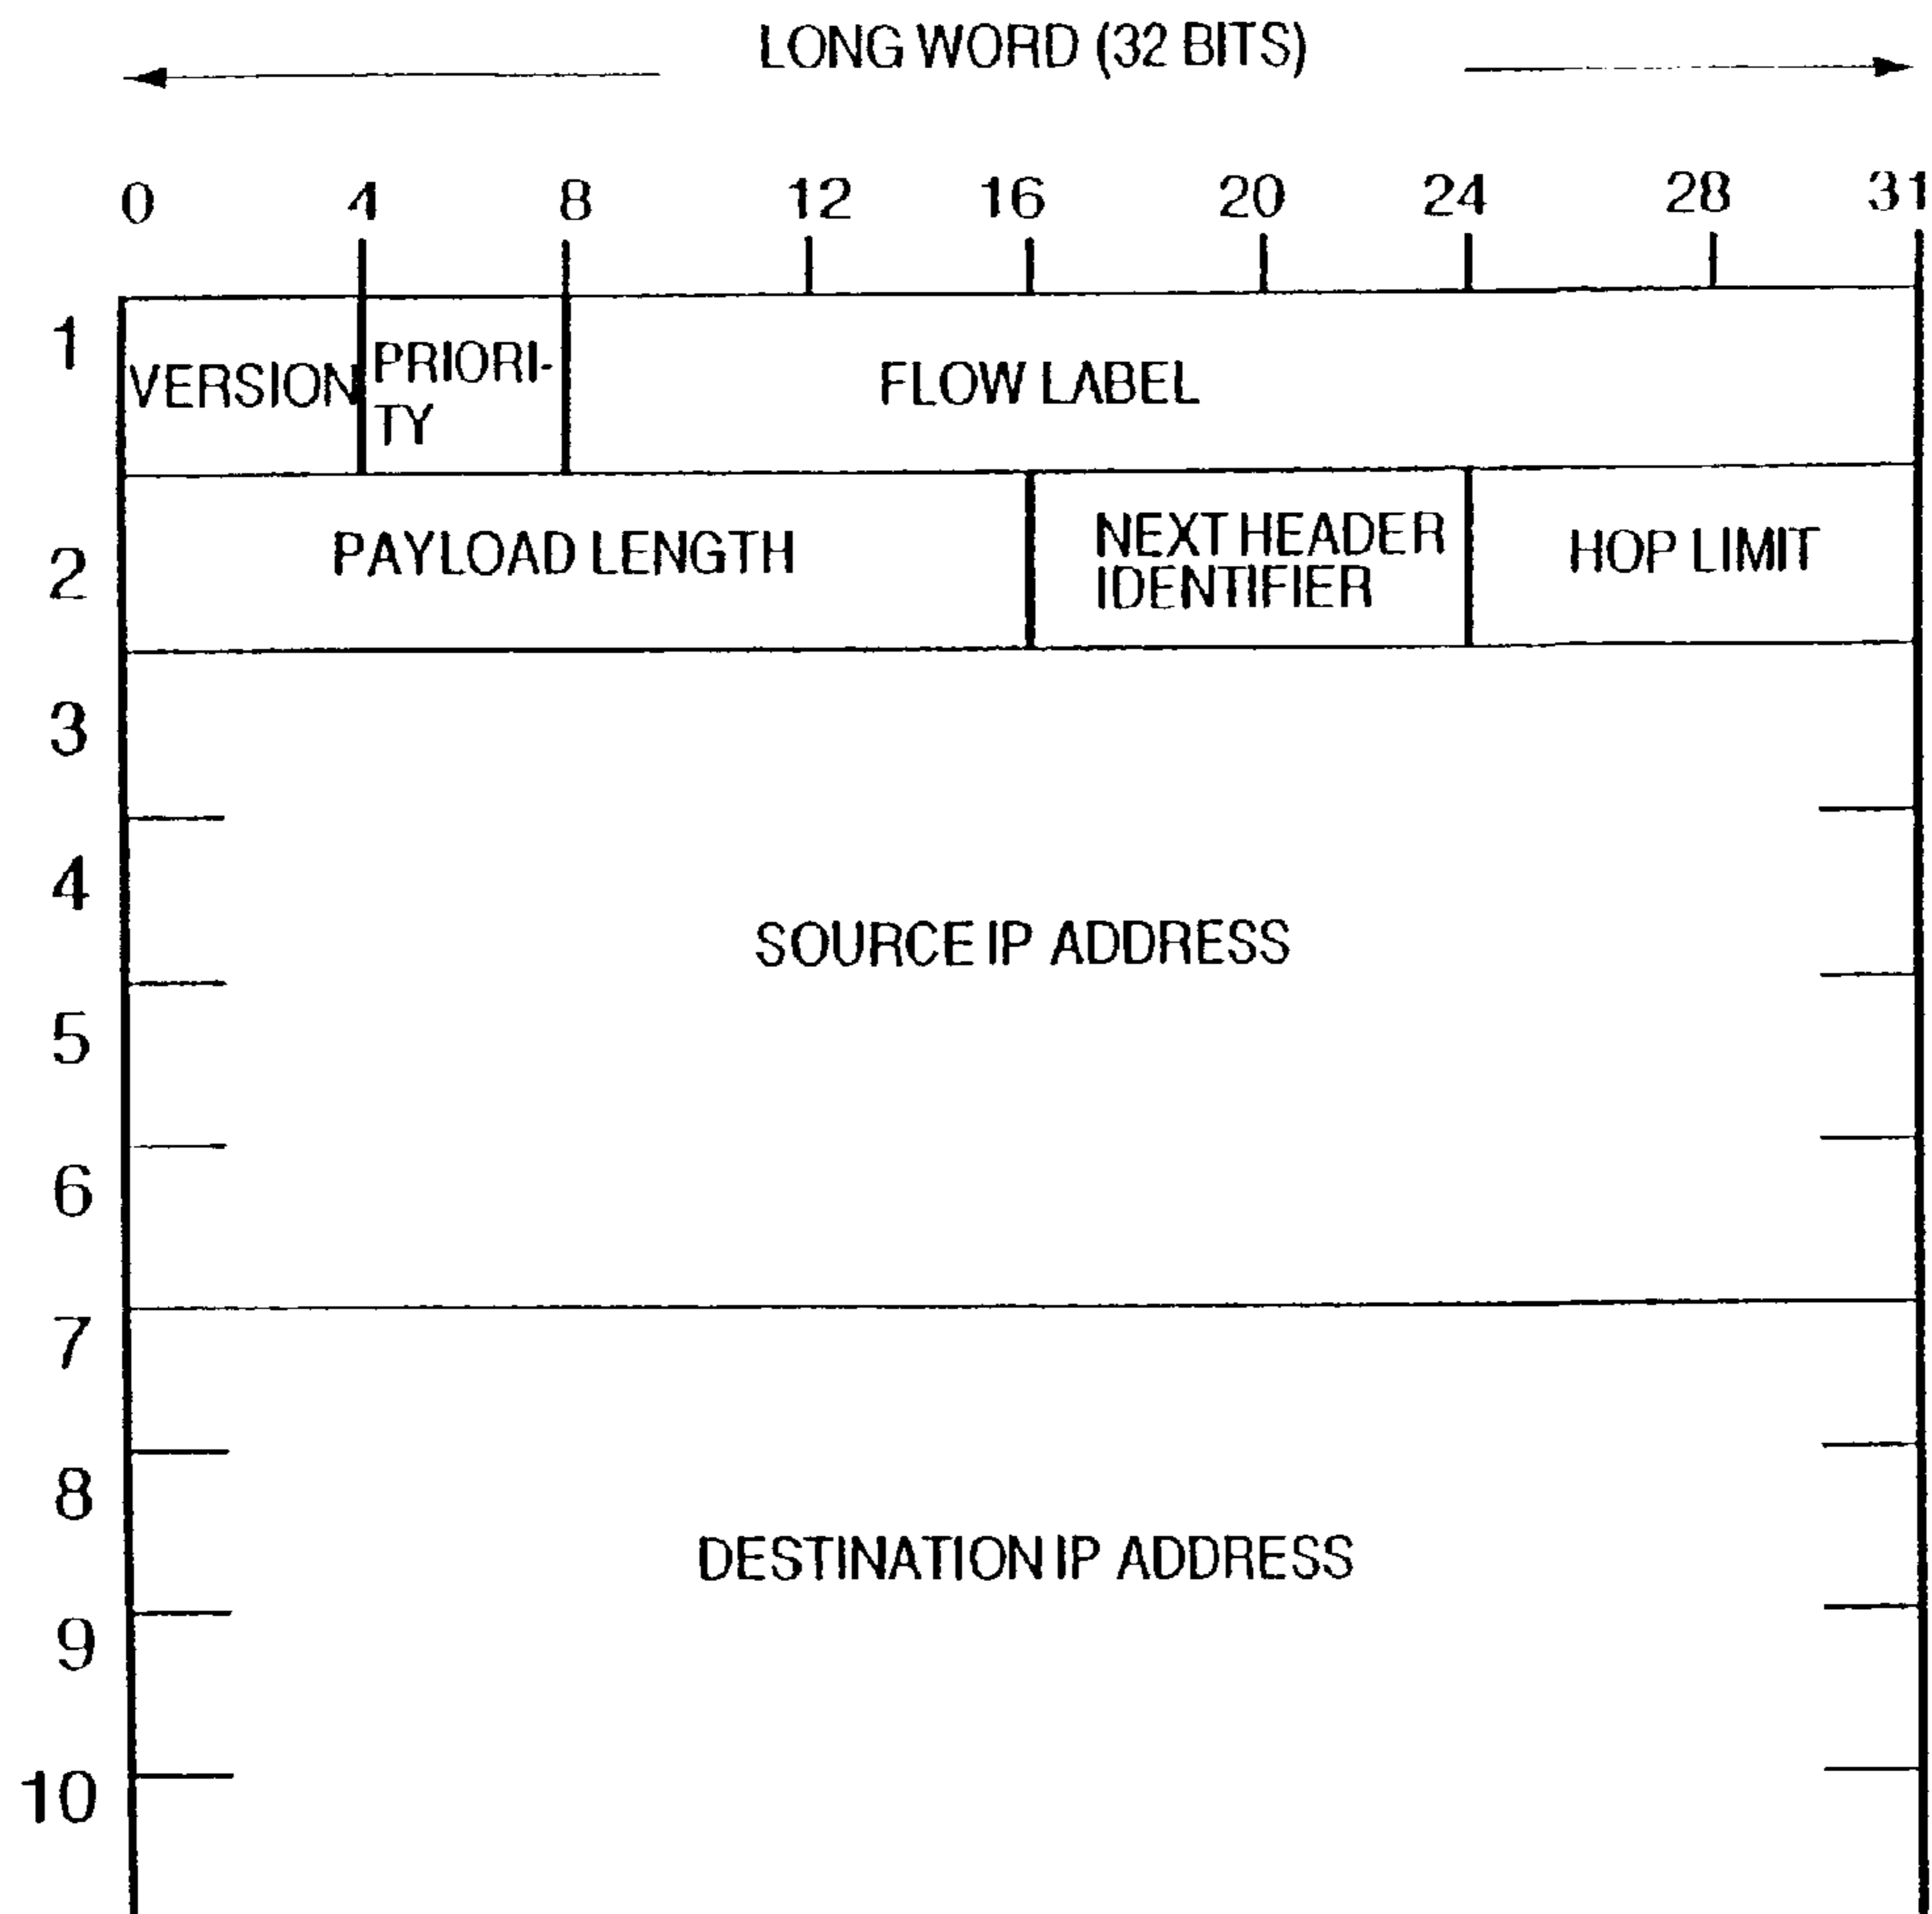 LONG WORD (32 BITS)
0 4 8 12 16 20 24 28 31
1
VERSION
PRIORI-
TY
FLOW LABEL
2
PAYLOAD LENGTH
NEXT HEADER
IDENTIFIER
HOP LIMIT
3
4
SOURCE IP ADDRESS
5
6
7
8
DESTINATION IP ADDRESS
9
10